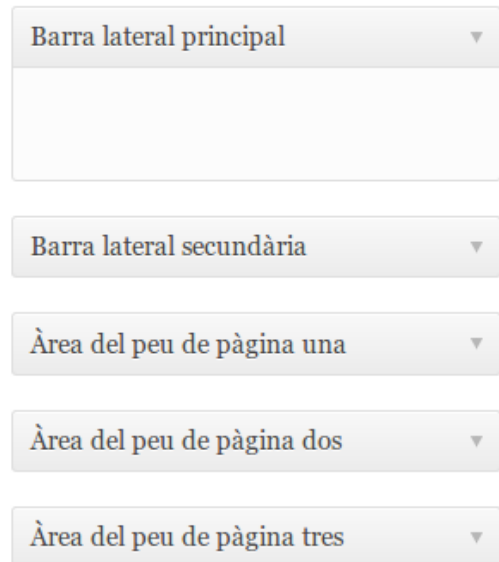 Barra lateral principal
Barra lateral secundària
Àrea del peu de pàgina una
Àrea del peu de pàgina dos
Àrea del peu de pàgina tres